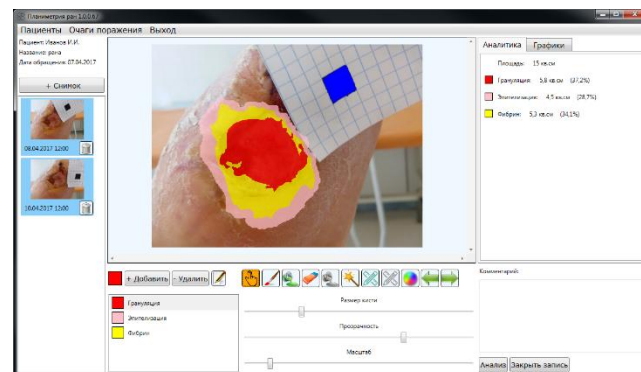 Планиметрия ран 1.0.0.6
Пациенты Очаги поражения Выход
Пациент: Иванов И.И.
Название: рана
Дата обращения: 07.04.2017
+ Снимок
08.04.2017 12:00
10.04.2017 12:00
+ Добавить
- Удалить
Грануляция
Эпителизация
Фибрин
Размер кисти
Прозрачность
Масштаб
Аналитика Графики
Площадь: 15 кв.см
Грануляция: 5,8 кв.см (37,2%)
Эпителизация: 4,5 кв.см (28,7%)
Фибрин: 5,3 кв.см (34,1%)
Комментарий:
Анализ Закрыть запись